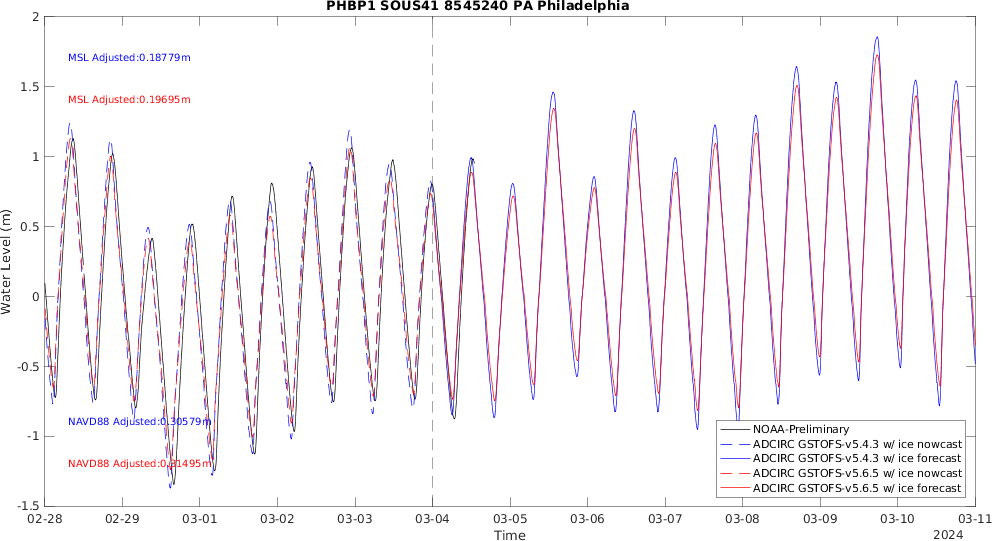 PHBP1 SOUS41 8545240 PA Philadelphia
Water Level (m)
2
1.5
1
0.5
0
-0.5
-1
-1.5
MSL Adjusted:0.18779m
MSL Adjusted:0.19695m
NAVD88 Adjusted:0.30579m
NAVD88 Adjusted:0.31495m
NOAA-Preliminary
ADCIRC GSTOFS-v5.4.3 w/ ice nowcast
ADCIRC GSTOFS-v5.4.3 w/ ice forecast
ADCIRC GSTOFS-v5.6.5 w/ ice nowcast
ADCIRC GSTOFS-v5.6.5 w/ ice forecast
02-28 02-29 03-01 03-02 03-03 03-04 03-05 03-06 03-07 03-08 03-09 03-10 03-11
Time
2024